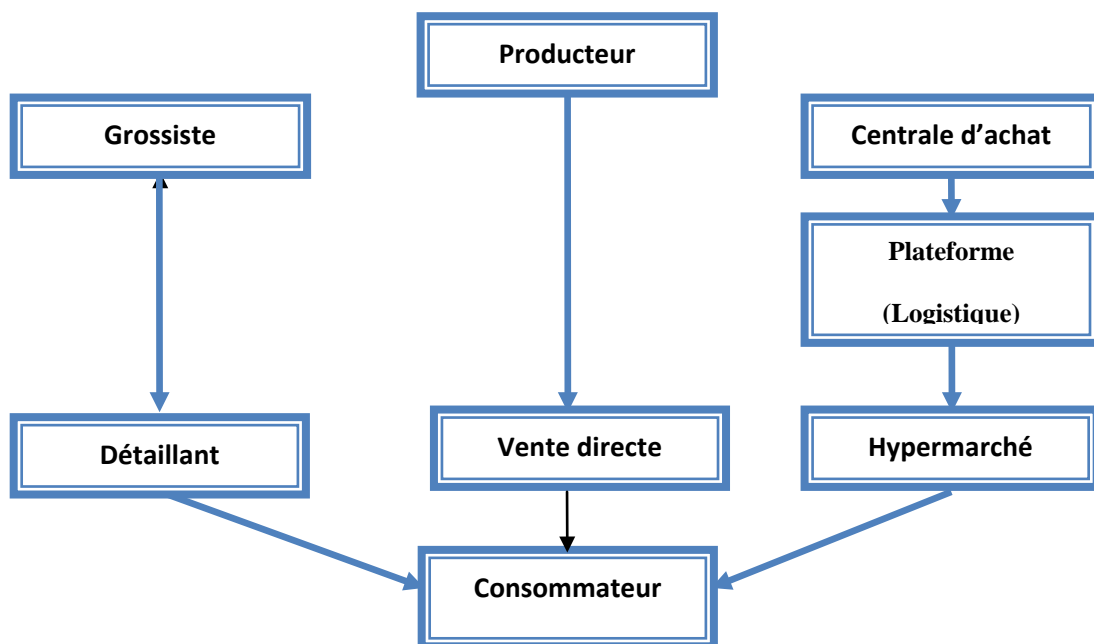 Producteur
Grossiste
Centrale d’achat
Plateforme
(Logistique)
Détaillant
Vente directe
Hypermarché
Consommateur